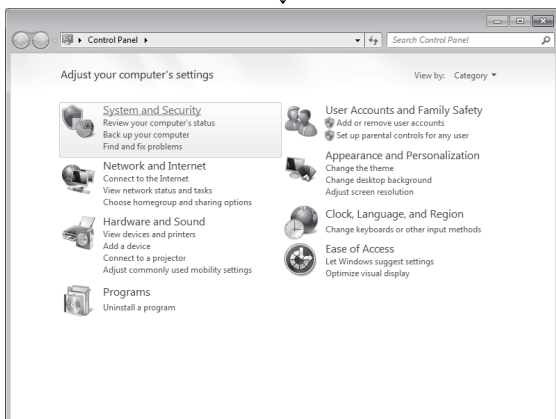 Control Panel
Search Control Panel
Adjust your computer's settings
View by: Category
System and Security
Review your computer's status
Back up your computer
Find and fix problems
Network and Internet
Connect to the Internet
View network status and tasks
Choose homegroup and sharing options
Hardware and Sound
View devices and printers
Add a device
Connect to a projector
Adjust commonly used mobility settings
Programs
Uninstall a program
User Accounts and Family Safety
Add or remove user accounts
Set up parental controls for any user
Appearance and Personalization
Change the theme
Change desktop background
Adjust screen resolution
Clock, Language, and Region
Change keyboards or other input methods
Ease of Access
Let Windows suggest settings
Optimize visual display